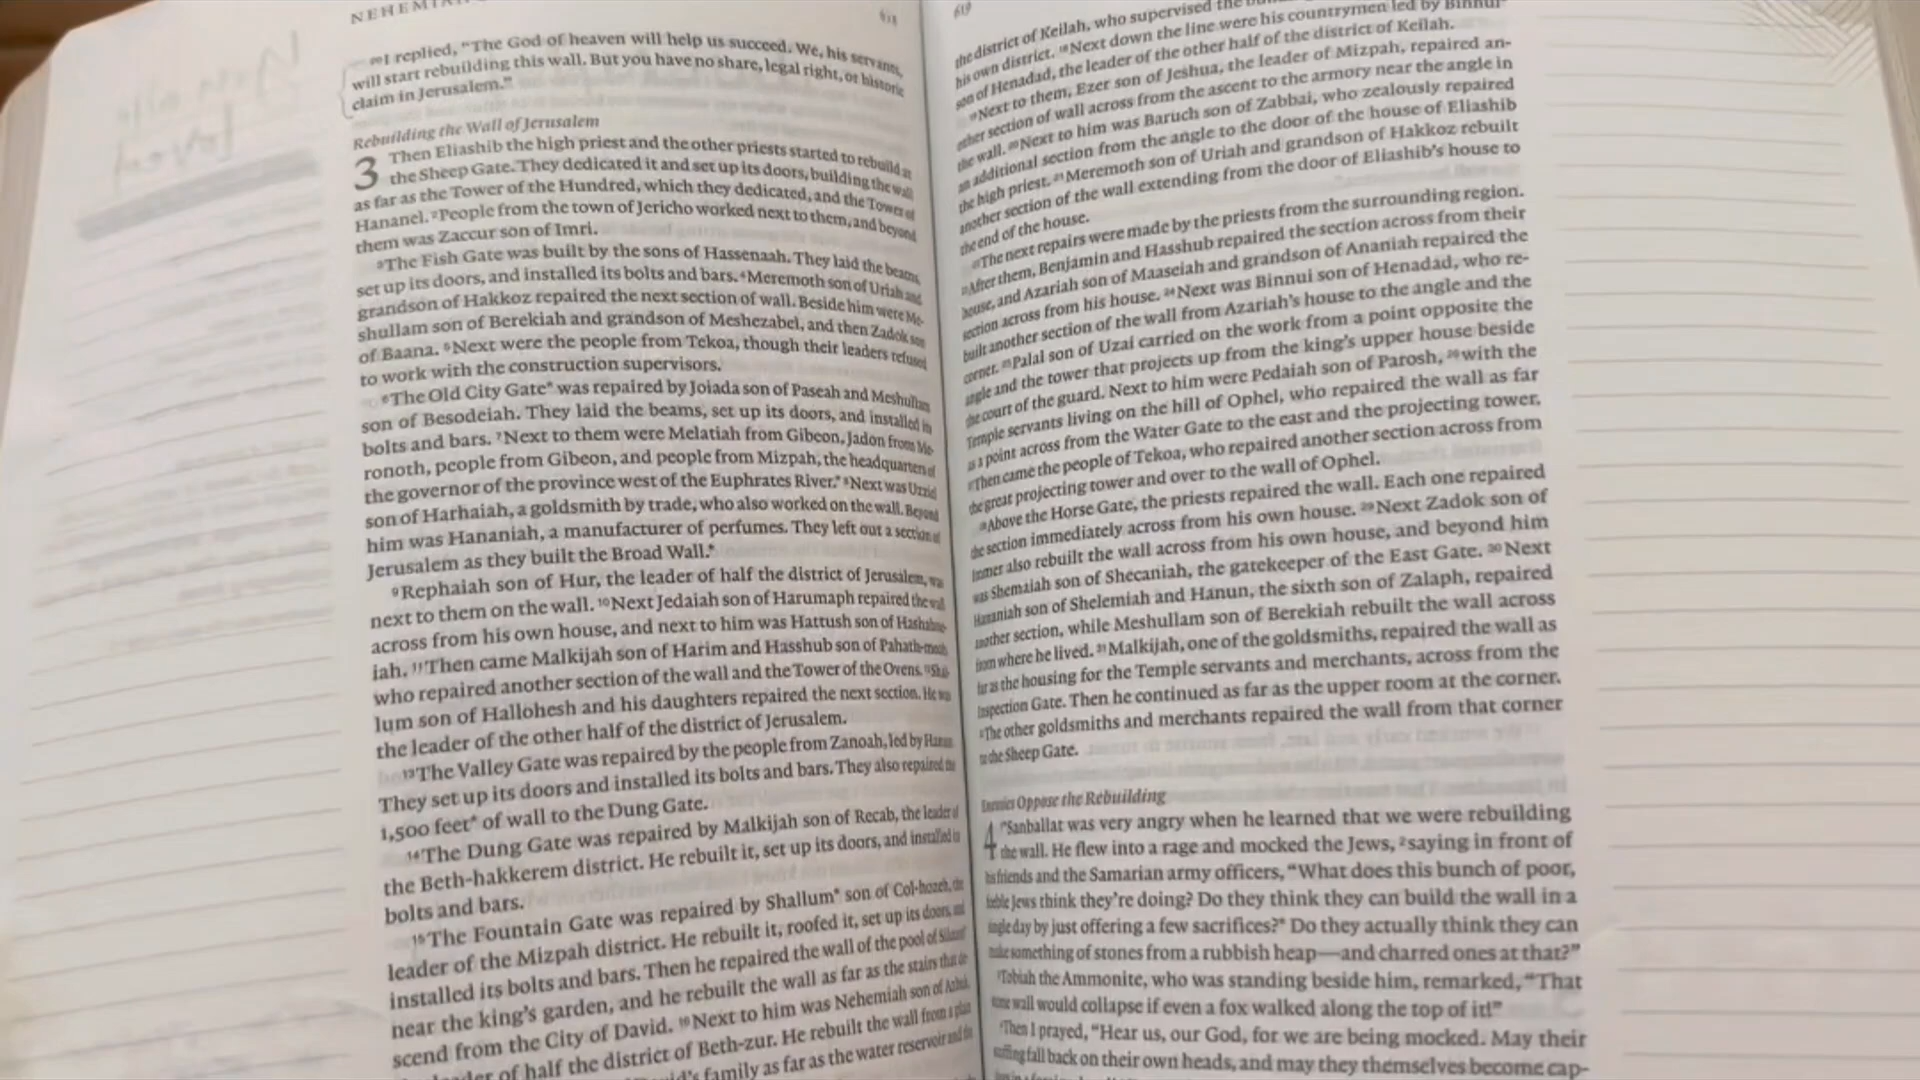 NEHEMIAH
618
20I replied, "The God of heaven will help us succeed. We, his servants,
will start rebuilding this wall. But you have no share, legal right, or historic
claim in Jerusalem."
Rebuilding the Wall of Jerusalem
3 Then Eliashib the high priest and the other priests started to rebuild at
the Sheep Gate. They dedicated it and set up its doors, building the wall
as far as the Tower of the Hundred, which they dedicated, and the Tower of
Hananel. 2People from the town of Jericho worked next to them, and beyond
them was Zaccur son of Imri.
3The Fish Gate was built by the sons of Hassenaah. They laid the beams,
set up its doors, and installed its bolts and bars. 4Meremoth son of Uriah and
grandson of Hakkoz repaired the next section of wall. Beside him were Me-
shullam son of Berekiah and grandson of Meshezabel, and then Zadok son
of Baana. 5Next were the people from Tekoa, though their leaders refused
to work with the construction supervisors.
6The Old City Gate* was repaired by Joiada son of Paseah and Meshullam
son of Besodeiah. They laid the beams, set up its doors, and installed its
bolts and bars. 7Next to them were Melatiah from Gibeon, Jadon from Me-
ronoth, people from Gibeon, and people from Mizpah, the headquarters of
the governor of the province west of the Euphrates River.* 8Next was Uzziel
son of Harhaiah, a goldsmith by trade, who also worked on the wall. Beyond
him was Hananiah, a manufacturer of perfumes. They left out a section of
Jerusalem as they built the Broad Wall.*
9Rephaiah son of Hur, the leader of half the district of Jerusalem, was
next to them on the wall. 10Next Jedaiah son of Harumaph repaired the wall
across from his own house, and next to him was Hattush son of Hashabne-
iah. 11Then came Malkijah son of Harim and Hasshub son of Pahath-moab,
who repaired another section of the wall and the Tower of the Ovens. 12Shal-
lum son of Hallohesh and his daughters repaired the next section. He was
the leader of the other half of the district of Jerusalem.
13The Valley Gate was repaired by the people from Zanoah, led by Hanun.
They set up its doors and installed its bolts and bars. They also repaired the
1,500 feet* of wall to the Dung Gate.
14The Dung Gate was repaired by Malkijah son of Recab, the leader of
the Beth-hakkerem district. He rebuilt it, set up its doors, and installed its
bolts and bars.
15The Fountain Gate was repaired by Shallum* son of Col-hozeh, the
leader of the Mizpah district. He rebuilt it, roofed it, set up its doors, and
installed its bolts and bars. Then he repaired the wall of the pool of Siloam*
near the king's garden, and he rebuilt the wall as far as the stairs that de-
scend from the City of David. 16Next to him was Nehemiah son of Azbuk,
leader of half the district of Beth-zur. He rebuilt the wall from a place
family as far as the water reservoir and the
619
the district of Keilah, who supervised the
his own district. 18Next down the line were his countrymen led by Binnui
son of Henadad, the leader of the other half of the district of Keilah.
19Next to them, Ezer son of Jeshua, the leader of Mizpah, repaired an-
other section of wall across from the ascent to the armory near the angle in
the wall. 20Next to him was Baruch son of Zabbai, who zealously repaired
an additional section from the angle to the door of the house of Eliashib
the high priest. 21Meremoth son of Uriah and grandson of Hakkoz rebuilt
another section of the wall extending from the door of Eliashib's house to
the end of the house.
22The next repairs were made by the priests from the surrounding region.
23After them, Benjamin and Hasshub repaired the section across from their
house, and Azariah son of Maaseiah and grandson of Ananiah repaired the
section across from his house. 24Next was Binnui son of Henadad, who re-
built another section of the wall from Azariah's house to the angle and the
corner. 25Palal son of Uzai carried on the work from a point opposite the
angle and the tower that projects up from the king's upper house beside
the court of the guard. Next to him were Pedaiah son of Parosh, 26with the
Temple servants living on the hill of Ophel, who repaired the wall as far
as a point across from the Water Gate to the east and the projecting tower.
27Then came the people of Tekoa, who repaired another section across from
the great projecting tower and over to the wall of Ophel.
28Above the Horse Gate, the priests repaired the wall. Each one repaired
the section immediately across from his own house. 29Next Zadok son of
Immer also rebuilt the wall across from his own house, and beyond him
was Shemaiah son of Shecaniah, the gatekeeper of the East Gate. 30Next
Hananiah son of Shelemiah and Hanun, the sixth son of Zalaph, repaired
another section, while Meshullam son of Berekiah rebuilt the wall across
from where he lived. 31Malkijah, one of the goldsmiths, repaired the wall as
far as the housing for the Temple servants and merchants, across from the
Inspection Gate. Then he continued as far as the upper room at the corner.
32The other goldsmiths and merchants repaired the wall from that corner
to the Sheep Gate.
Enemies Oppose the Rebuilding
4 1*Sanballat was very angry when he learned that we were rebuilding
the wall. He flew into a rage and mocked the Jews, 2saying in front of
his friends and the Samarian army officers, "What does this bunch of poor,
feeble Jews think they're doing? Do they think they can build the wall in a
single day by just offering a few sacrifices?* Do they actually think they can
make something of stones from a rubbish heap—and charred ones at that?"
3Tobiah the Ammonite, who was standing beside him, remarked, "That
stone wall would collapse if even a fox walked along the top of it!"
4Then I prayed, "Hear us, our God, for we are being mocked. May their
scoffing fall back on their own heads, and may they themselves become cap-